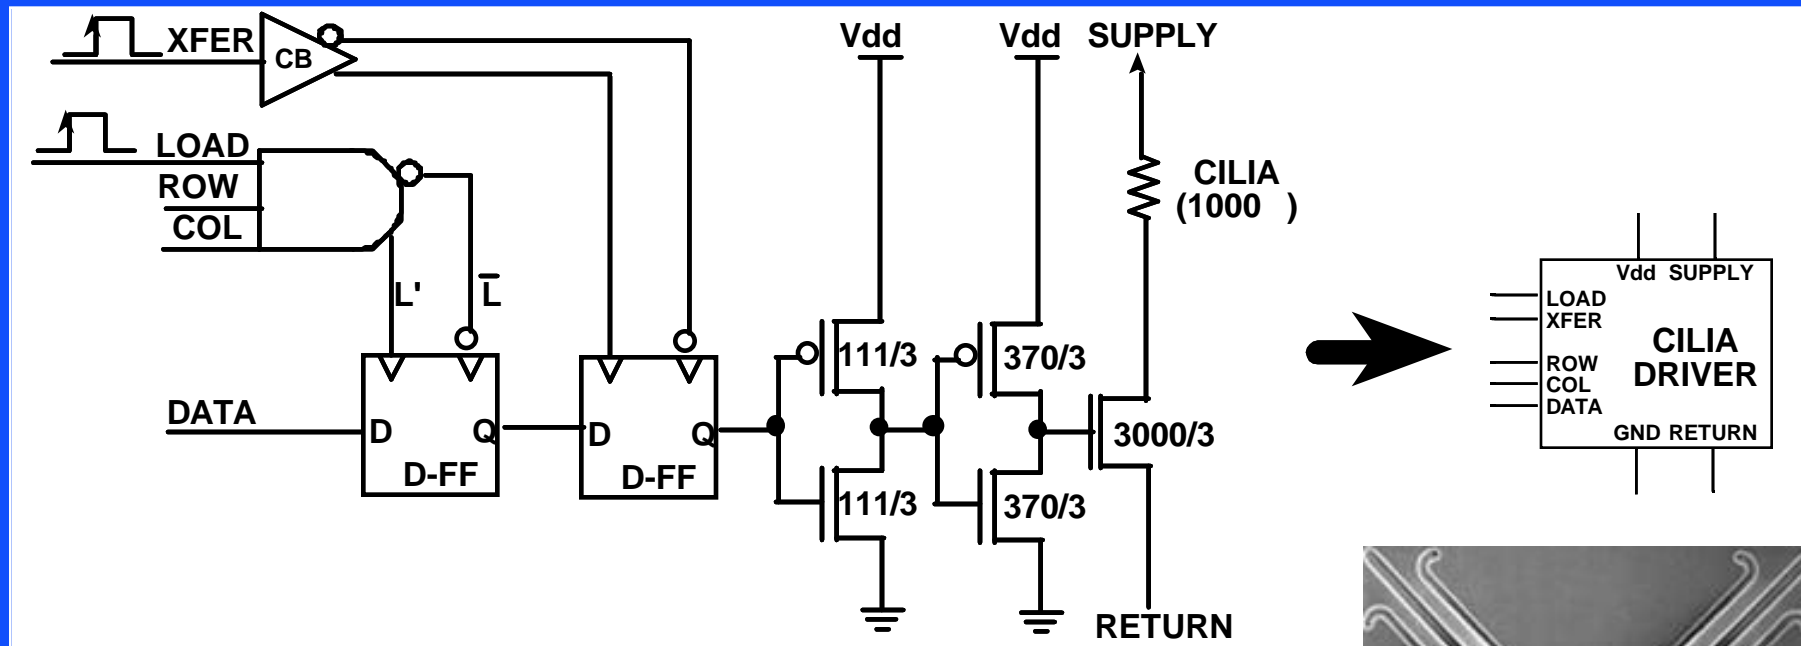 XFER
CB
LOAD
ROW
COL
L'
L̅
DATA
D
Q
D-FF
D
Q
D-FF
Vdd
111/3
111/3
Vdd
370/3
370/3
SUPPLY
CILIA
(1000 )
3000/3
RETURN
Vdd SUPPLY
LOAD
XFER
CILIA
DRIVER
ROW
COL
DATA
GND RETURN